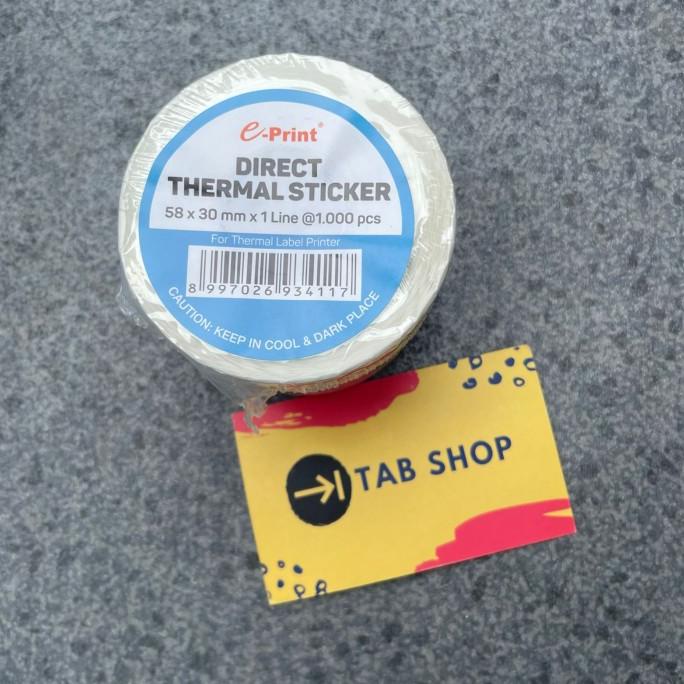 e-Print®
DIRECT
THERMAL STICKER
58 x 30 mm x 1 Line @1.000 pcs
For Thermal Label Printer
8 997026 934117
CAUTION: KEEP IN COOL & DARK PLACE
TAB SHOP